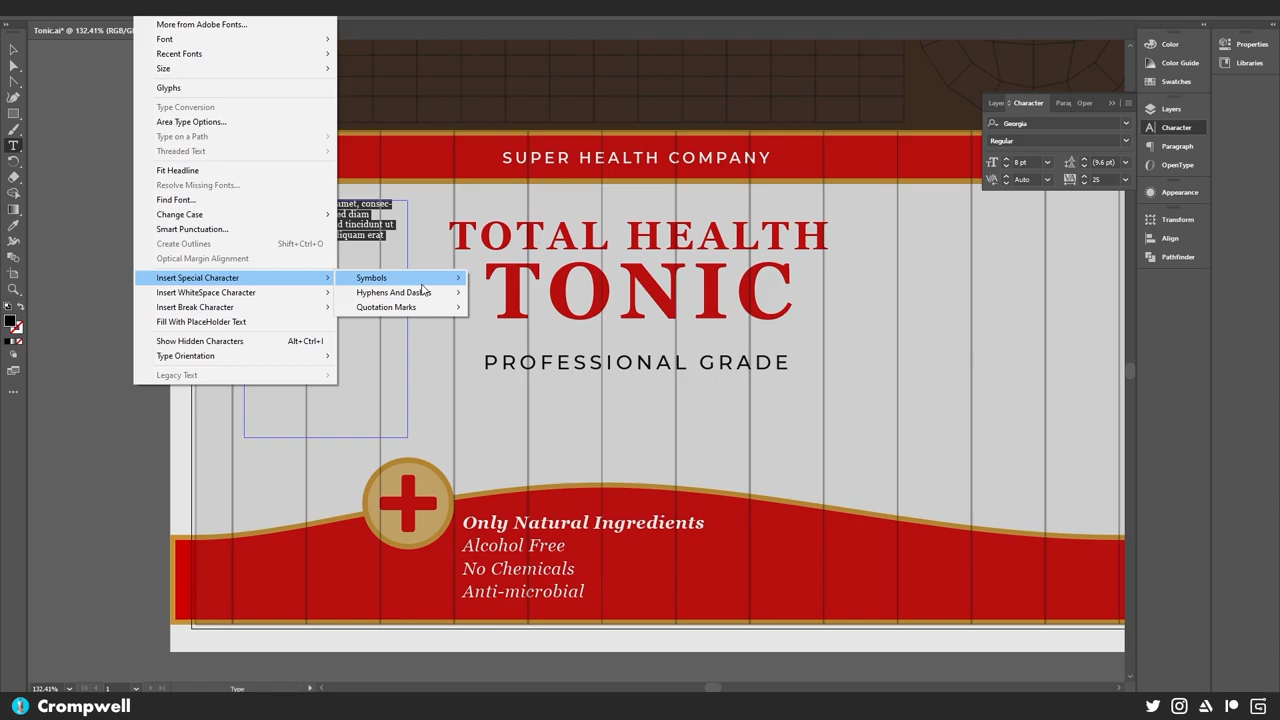 Tonic.ai* @ 132.41% (RGB/G
More from Adobe Fonts...
Font
Recent Fonts
Size
Glyphs
Type Conversion
Area Type Options...
Type on a Path
Threaded Text
Fit Headline
Resolve Missing Fonts...
Find Font...
Change Case
Smart Punctuation...
Create Outlines Shift+Ctrl+O
Optical Margin Alignment
Insert Special Character
Insert WhiteSpace Character
Insert Break Character
Fill With PlaceHolder Text
Show Hidden Characters Alt+Ctrl+I
Type Orientation
Legacy Text
Symbols
Hyphens And Dashes
Quotation Marks
amet, consec-
ed diam
d tincidunt ut
liquam erat
SUPER HEALTH COMPANY
TOTAL HEALTH
TONIC
PROFESSIONAL GRADE
Only Natural Ingredients
Alcohol Free
No Chemicals
Anti-microbial
Layer Character Para Oper
Georgia
Regular
8 pt (9.6 pt)
Auto 25
Color
Color Guide
Swatches
Layers
Character
Paragraph
OpenType
Appearance
Transform
Align
Pathfinder
Properties
Libraries
132.41% 1 Type
Crompwell